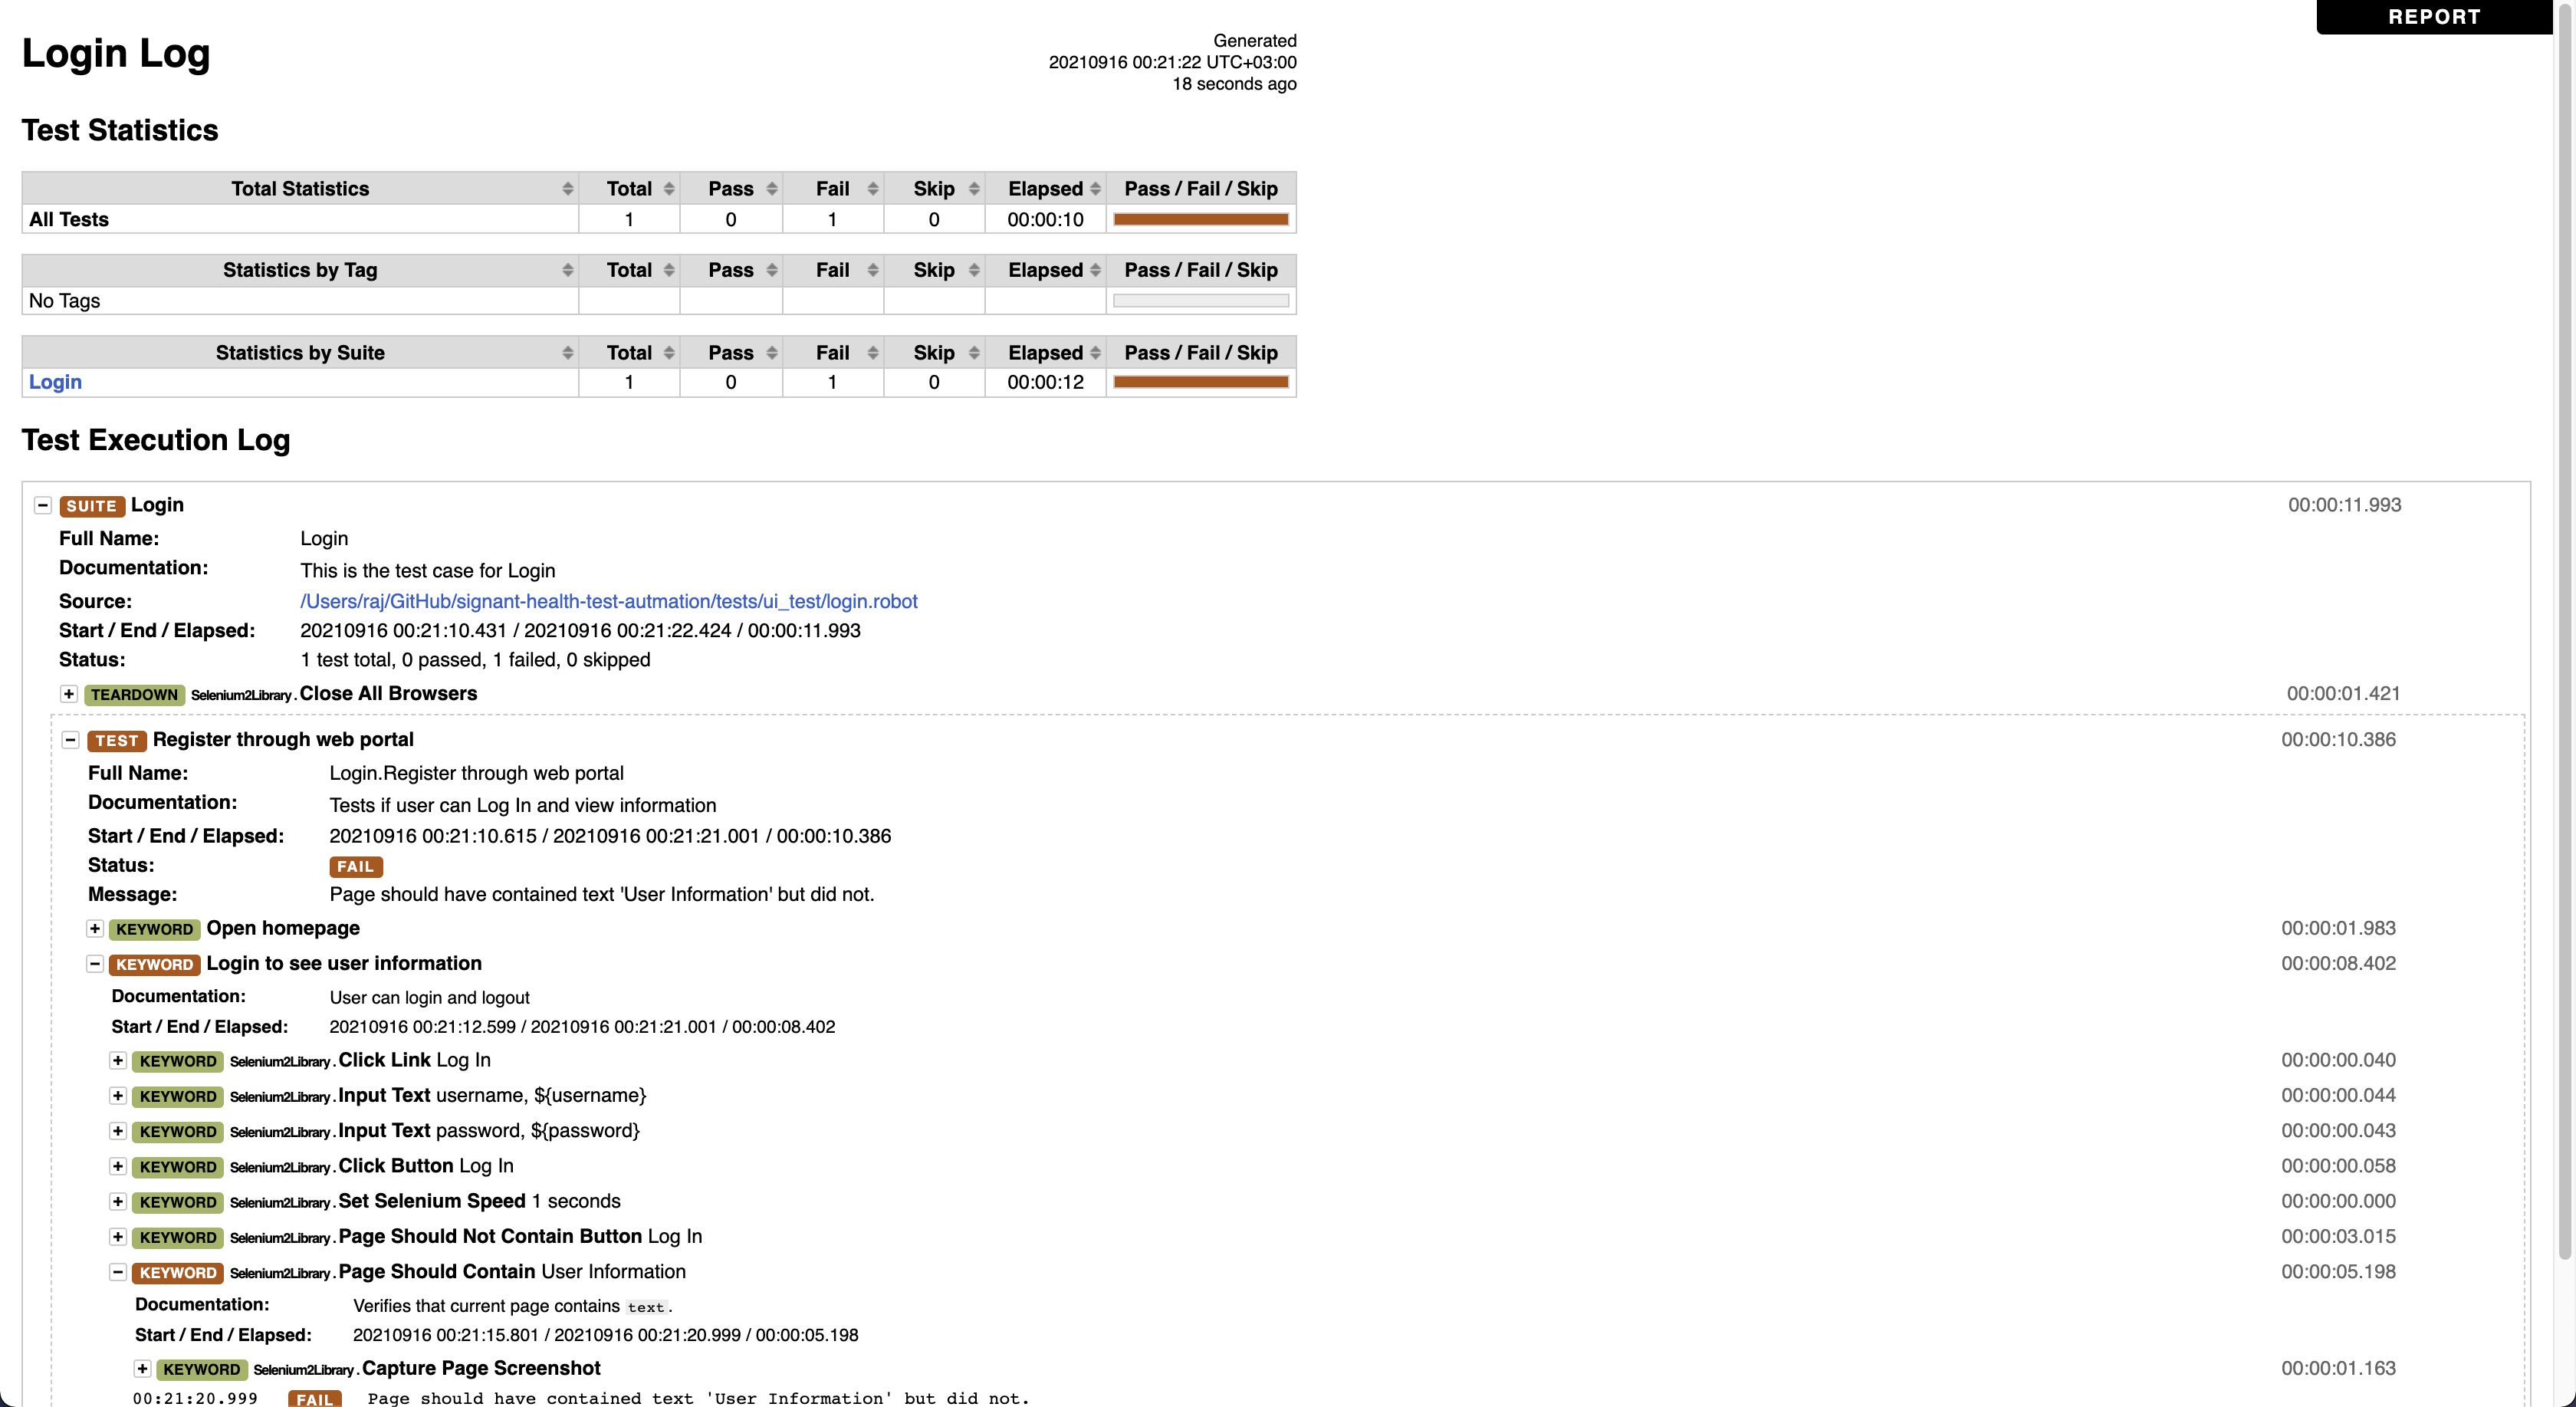 REPORT
Login Log
Generated
20210916 00:21:22 UTC+03:00
18 seconds ago
Test Statistics
Total Statistics Total Pass Fail Skip Elapsed Pass / Fail / Skip
All Tests 1 0 1 0 00:00:10
Statistics by Tag Total Pass Fail Skip Elapsed Pass / Fail / Skip
No Tags
Statistics by Suite Total Pass Fail Skip Elapsed Pass / Fail / Skip
Login 1 0 1 0 00:00:12
Test Execution Log
− SUITE Login 00:00:11.993
Full Name: Login
Documentation: This is the test case for Login
Source: /Users/raj/GitHub/signant-health-test-autmation/tests/ui_test/login.robot
Start / End / Elapsed: 20210916 00:21:10.431 / 20210916 00:21:22.424 / 00:00:11.993
Status: 1 test total, 0 passed, 1 failed, 0 skipped
+ TEARDOWN Selenium2Library. Close All Browsers 00:00:01.421
− TEST Register through web portal 00:00:10.386
Full Name: Login.Register through web portal
Documentation: Tests if user can Log In and view information
Start / End / Elapsed: 20210916 00:21:10.615 / 20210916 00:21:21.001 / 00:00:10.386
Status: FAIL
Message: Page should have contained text 'User Information' but did not.
+ KEYWORD Open homepage 00:00:01.983
− KEYWORD Login to see user information 00:00:08.402
Documentation: User can login and logout
Start / End / Elapsed: 20210916 00:21:12.599 / 20210916 00:21:21.001 / 00:00:08.402
+ KEYWORD Selenium2Library. Click Link Log In 00:00:00.040
+ KEYWORD Selenium2Library. Input Text username, ${username} 00:00:00.044
+ KEYWORD Selenium2Library. Input Text password, ${password} 00:00:00.043
+ KEYWORD Selenium2Library. Click Button Log In 00:00:00.058
+ KEYWORD Selenium2Library. Set Selenium Speed 1 seconds 00:00:00.000
+ KEYWORD Selenium2Library. Page Should Not Contain Button Log In 00:00:03.015
− KEYWORD Selenium2Library. Page Should Contain User Information 00:00:05.198
Documentation: Verifies that current page contains text.
Start / End / Elapsed: 20210916 00:21:15.801 / 20210916 00:21:20.999 / 00:00:05.198
+ KEYWORD Selenium2Library. Capture Page Screenshot 00:00:01.163
00:21:20.999 FAIL Page should have contained text 'User Information' but did not.